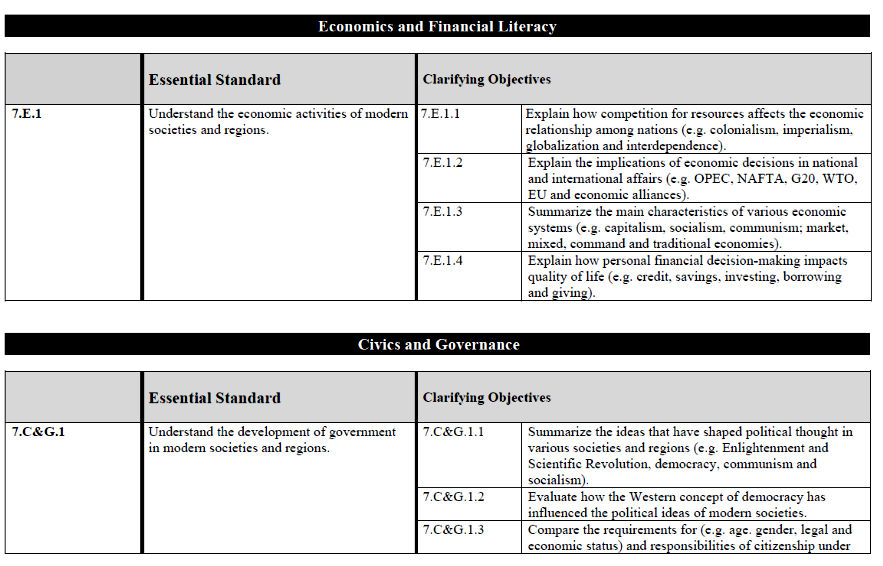 Economics and Financial Literacy
Essential Standard
Clarifying Objectives
7.E.1
Understand the economic activities of modern
societies and regions.
7.E.1.1
Explain how competition for resources affects the economic
relationship among nations (e.g. colonialism, imperialism,
globalization and interdependence).
7.E.1.2
Explain the implications of economic decisions in national
and international affairs (e.g. OPEC, NAFTA, G20, WTO,
EU and economic alliances).
7.E.1.3
Summarize the main characteristics of various economic
systems (e.g. capitalism, socialism, communism; market,
mixed, command and traditional economies).
7.E.1.4
Explain how personal financial decision-making impacts
quality of life (e.g. credit, savings, investing, borrowing
and giving).
Civics and Governance
Essential Standard
Clarifying Objectives
7.C&G.1
Understand the development of government
in modern societies and regions.
7.C&G.1.1
Summarize the ideas that have shaped political thought in
various societies and regions (e.g. Enlightenment and
Scientific Revolution, democracy, communism and
socialism).
7.C&G.1.2
Evaluate how the Western concept of democracy has
influenced the political ideas of modern societies.
7.C&G.1.3
Compare the requirements for (e.g. age. gender, legal and
economic status) and responsibilities of citizenship under